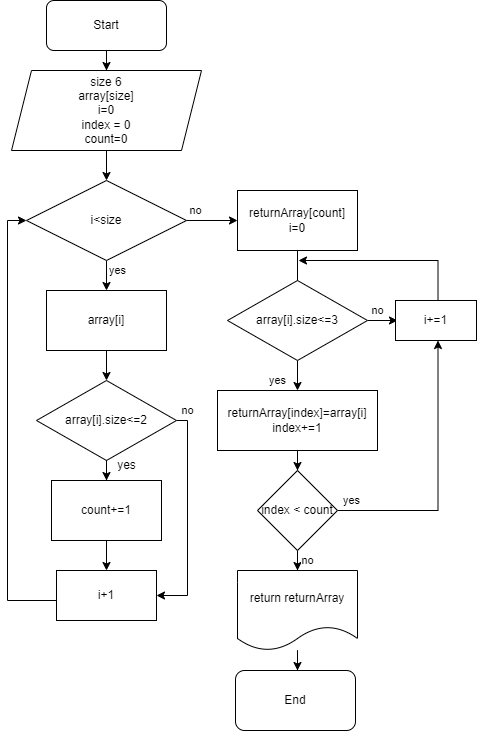 Start
size 6
array[size]
i=0
index = 0
count=0
i<size
no
yes
array[i]
array[i].size<=2
no
yes
count+=1
i+1
returnArray[count]
i=0
array[i].size<=3
no
i+=1
yes
returnArray[index]=array[i]
index+=1
index < count
yes
no
return returnArray
End